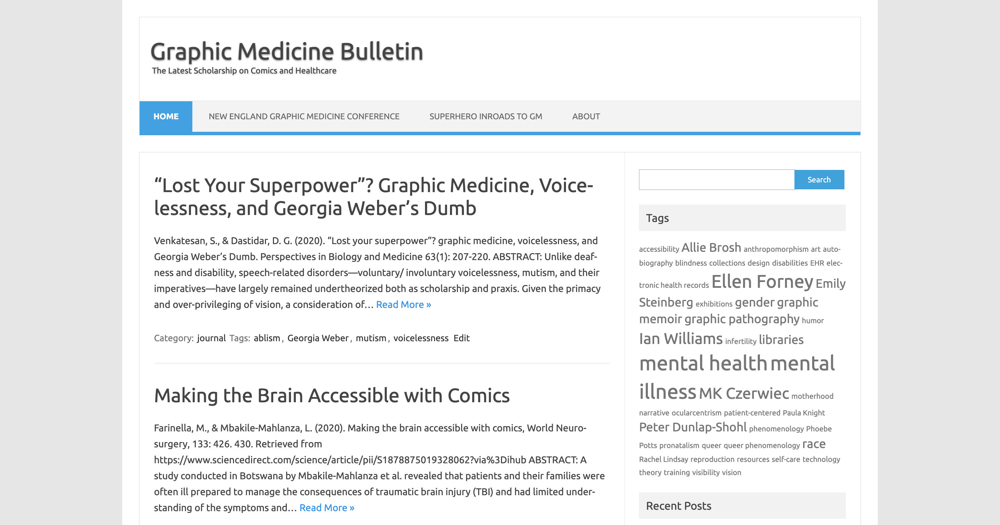 Graphic Medicine Bulletin
The Latest Scholarship on Comics and Healthcare
HOME
NEW ENGLAND GRAPHIC MEDICINE CONFERENCE
SUPERHERO INROADS TO GM
ABOUT
“Lost Your Superpower”? Graphic Medicine, Voice-
lessness, and Georgia Weber’s Dumb
Venkatesan, S., & Dastidar, D. G. (2020). “Lost your superpower”? graphic medicine, voicelessness, and
Georgia Weber’s Dumb. Perspectives in Biology and Medicine 63(1): 207-220. ABSTRACT: Unlike deaf-
ness and disability, speech-related disorders—voluntary/ involuntary voicelessness, mutism, and their
imperatives—have largely remained undertheorized both as scholarship and praxis. Given the primacy
and over-privileging of vision, a consideration of… Read More »
Category: journal Tags: ablism, Georgia Weber, mutism, voicelessness Edit
Making the Brain Accessible with Comics
Farinella, M., & Mbakile-Mahlanza, L. (2020). Making the brain accessible with comics, World Neuro-
surgery, 133: 426. 430. Retrieved from
https://www.sciencedirect.com/science/article/pii/S1878875019328062?via%3Dihub ABSTRACT: A
study conducted in Botswana by Mbakile-Mahlanza et al. revealed that patients and their families were
often ill prepared to manage the consequences of traumatic brain injury (TBI) and had limited under-
standing of the symptoms and… Read More »
Search
Tags
accessibility Allie Brosh anthropomorphism art auto-
biography blindness collections design disabilities EHR elec-
tronic health records Ellen Forney Emily
Steinberg exhibitions gender graphic
memoir graphic pathography humor
Ian Williams infertility libraries
mental health mental
illness MK Czerwiec motherhood
narrative ocularcentrism patient-centered Paula Knight
Peter Dunlap-Shohl phenomenology Phoebe
Potts pronatalism queer queer phenomenology race
Rachel Lindsay reproduction resources self-care technology
theory training visibility vision
Recent Posts